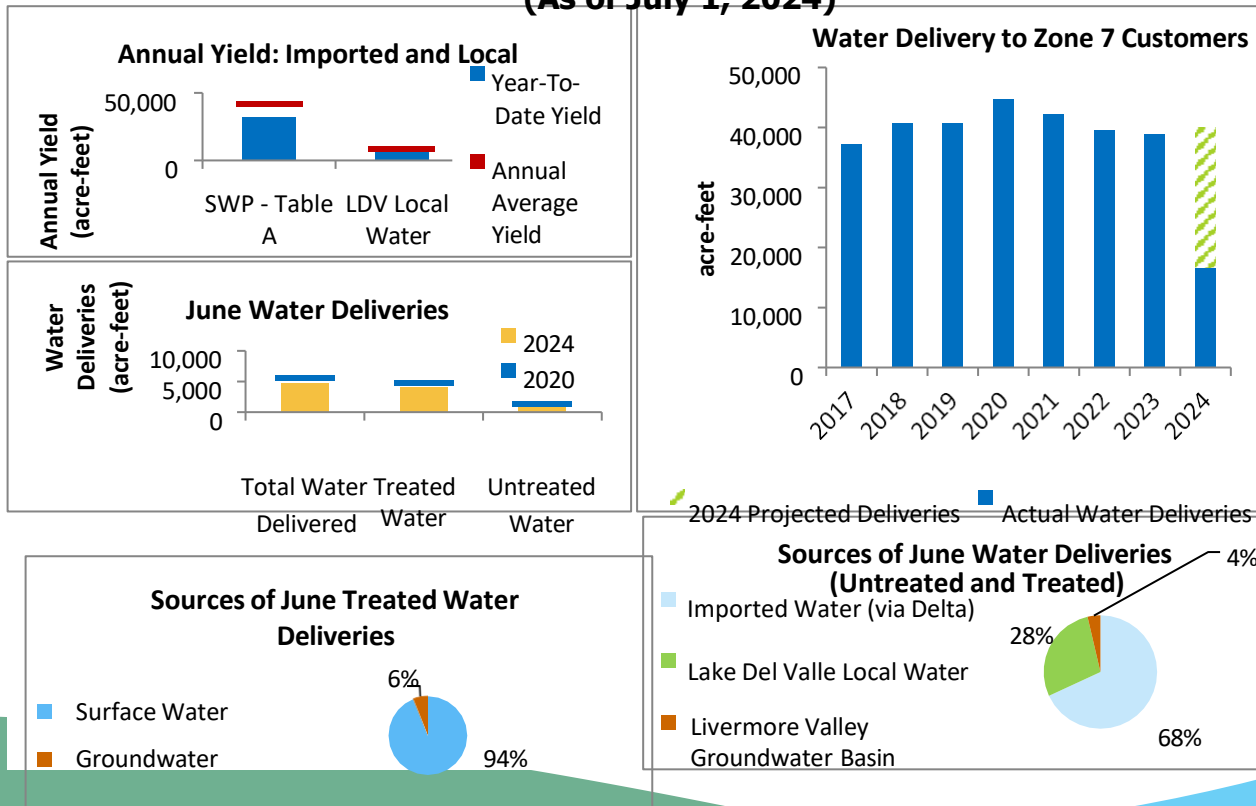 (As of July 1, 2024)
Annual Yield: Imported and Local
Annual Yield
(acre-feet)
50,000
0
SWP - Table
A
LDV Local
Water
Year-To-
Date Yield
Annual
Average
Yield
June Water Deliveries
Water
Deliveries
(acre-feet)
10,000
5,000
0
2024
2020
Total Water
Delivered
Treated
Water
Untreated
Water
Water Delivery to Zone 7 Customers
acre-feet
50,000
40,000
30,000
20,000
10,000
0
2017
2018
2019
2020
2021
2022
2023
2024
2024 Projected Deliveries
Actual Water Deliveries
Sources of June Treated Water
Deliveries
Surface Water
Groundwater
6%
94%
Sources of June Water Deliveries
(Untreated and Treated)
Imported Water (via Delta)
Lake Del Valle Local Water
Livermore Valley
Groundwater Basin
4%
28%
68%